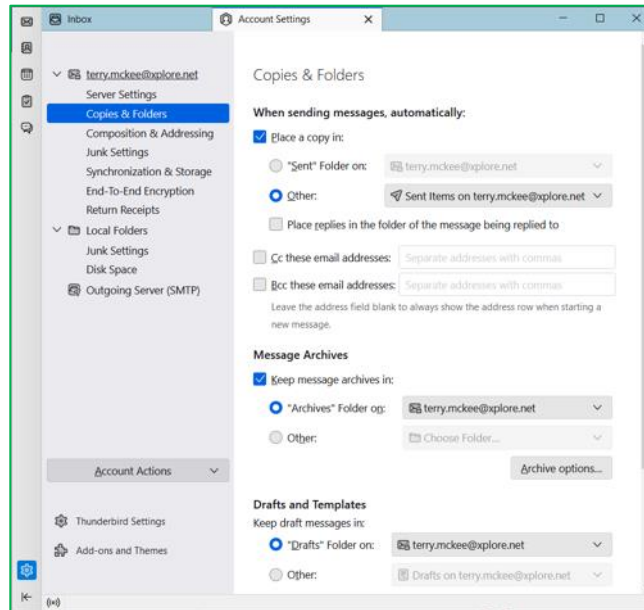 Inbox
Account Settings
terry.mckee@xplore.net
Server Settings
Copies & Folders
Composition & Addressing
Junk Settings
Synchronization & Storage
End-To-End Encryption
Return Receipts
Local Folders
Junk Settings
Disk Space
Outgoing Server (SMTP)
Account Actions
Thunderbird Settings
Add-ons and Themes
Copies & Folders
When sending messages, automatically:
Place a copy in:
"Sent" Folder on: terry.mckee@xplore.net
Other: Sent Items on terry.mckee@xplore.net
Place replies in the folder of the message being replied to
Cc these email addresses: Separate addresses with commas
Bcc these email addresses: Separate addresses with commas
Leave the address field blank to always show the address row when starting a
new message.
Message Archives
Keep message archives in:
"Archives" Folder on: terry.mckee@xplore.net
Other: Choose Folder...
Archive options...
Drafts and Templates
Keep draft messages in:
"Drafts" Folder on: terry.mckee@xplore.net
Other: Drafts on terry.mckee@xplore.net